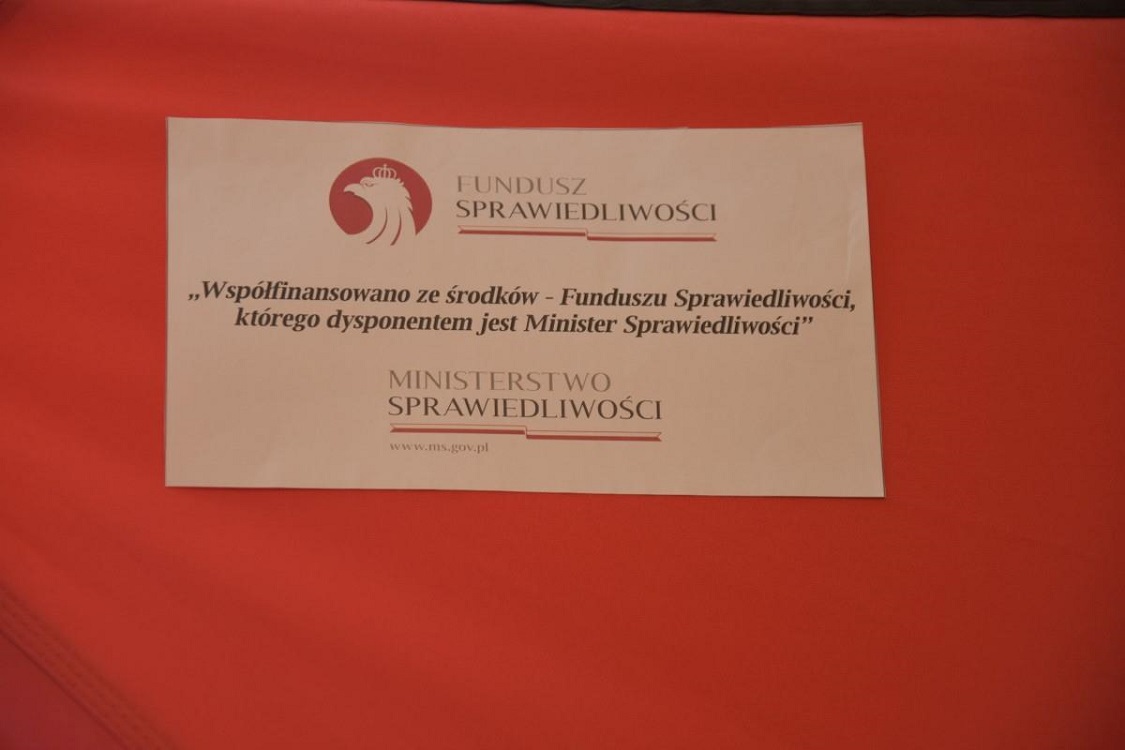 FUNDUSZ
SPRAWIEDLIWOŚCI
„Współfinansowano ze środków – Funduszu Sprawiedliwości,
którego dysponentem jest Minister Sprawiedliwości”
MINISTERSTWO
SPRAWIEDLIWOŚCI
www.ms.gov.pl